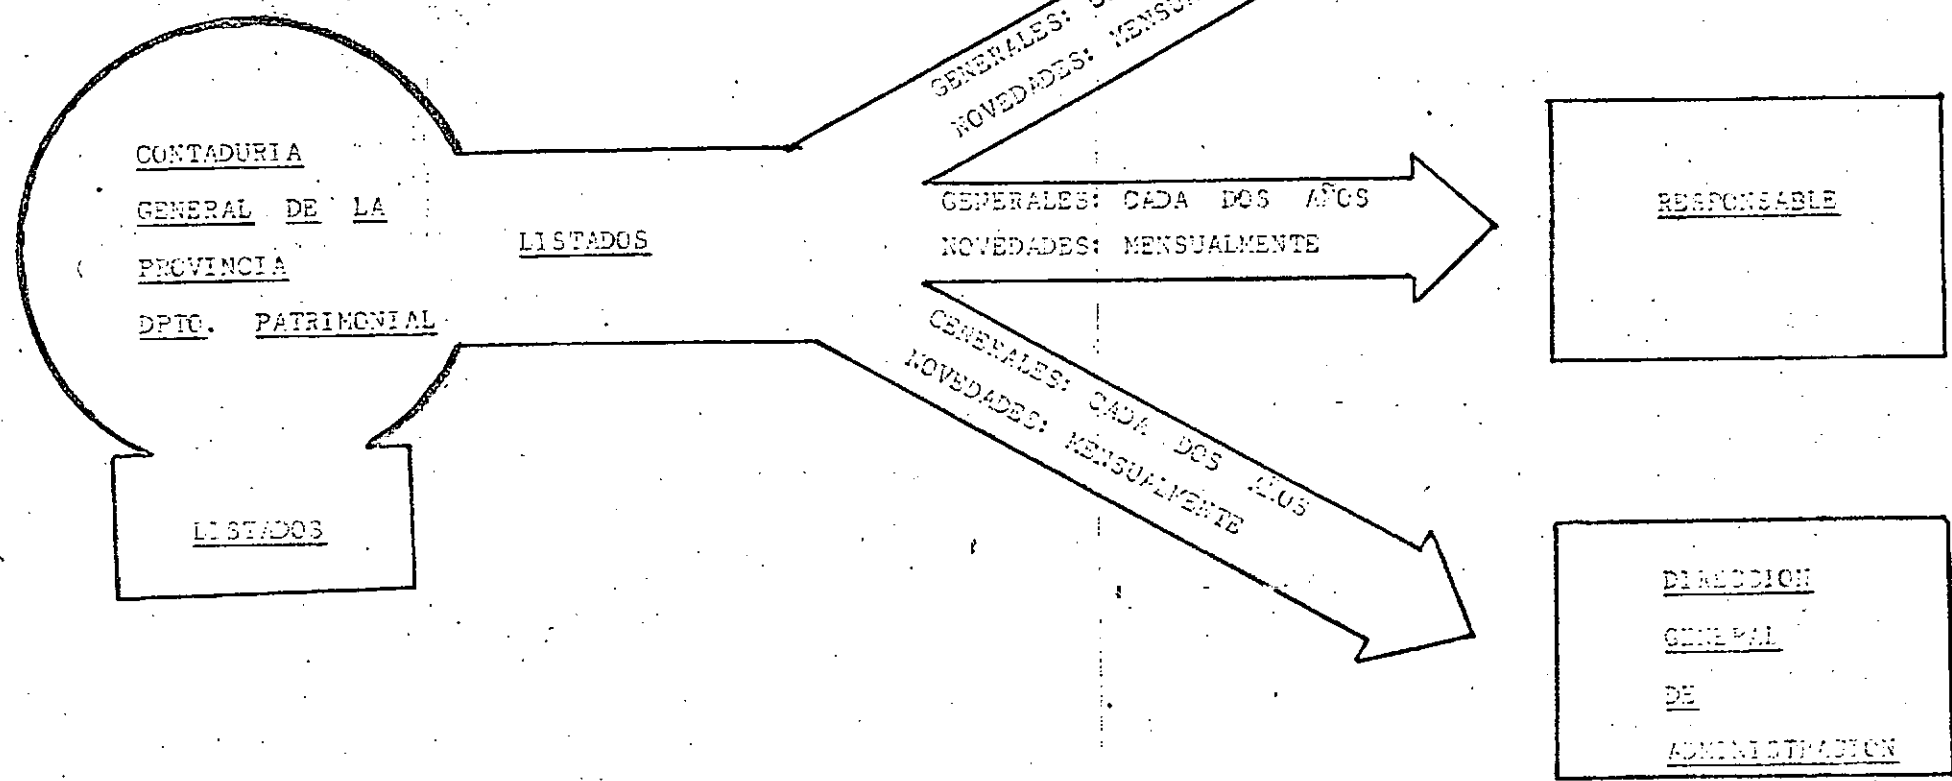 GENERALES:
NOVEDADES:
CONTADURIA
GENERAL DE LA
PROVINCIA
DPTO. PATRIMONIAL
LISTADOS
GENERALES: CADA DOS AÑOS
NOVEDADES: MENSUALMENTE
RESPONSABLE
GENERALES: CADA DOS AÑOS
NOVEDADES: MENSUALMENTE
LISTADOS
DIRECCION
GENERAL
DE
ADMINISTRACION